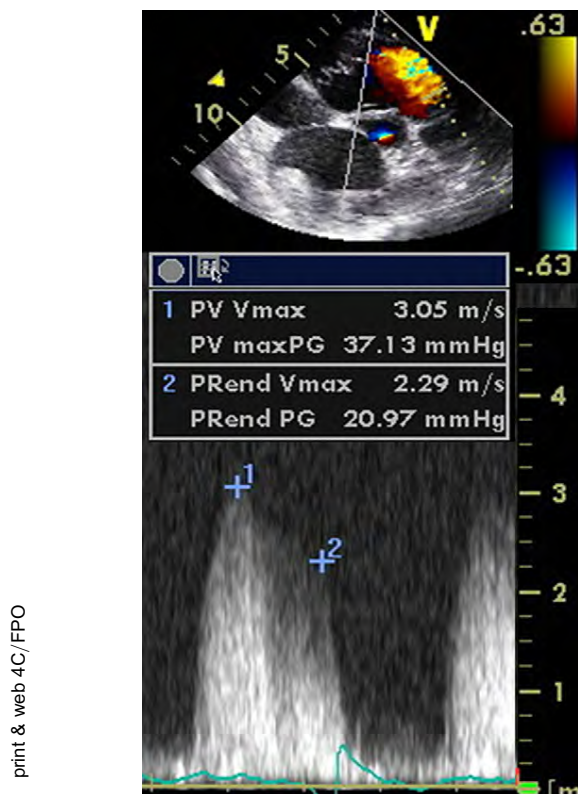 V
.63
5
10
-.63
1 PV Vmax 3.05 m/s
PV maxPG 37.13 mmHg
2 PRend Vmax 2.29 m/s
PRend PG 20.97 mmHg
4
1
3
2
2
1
print & web 4C/FPO